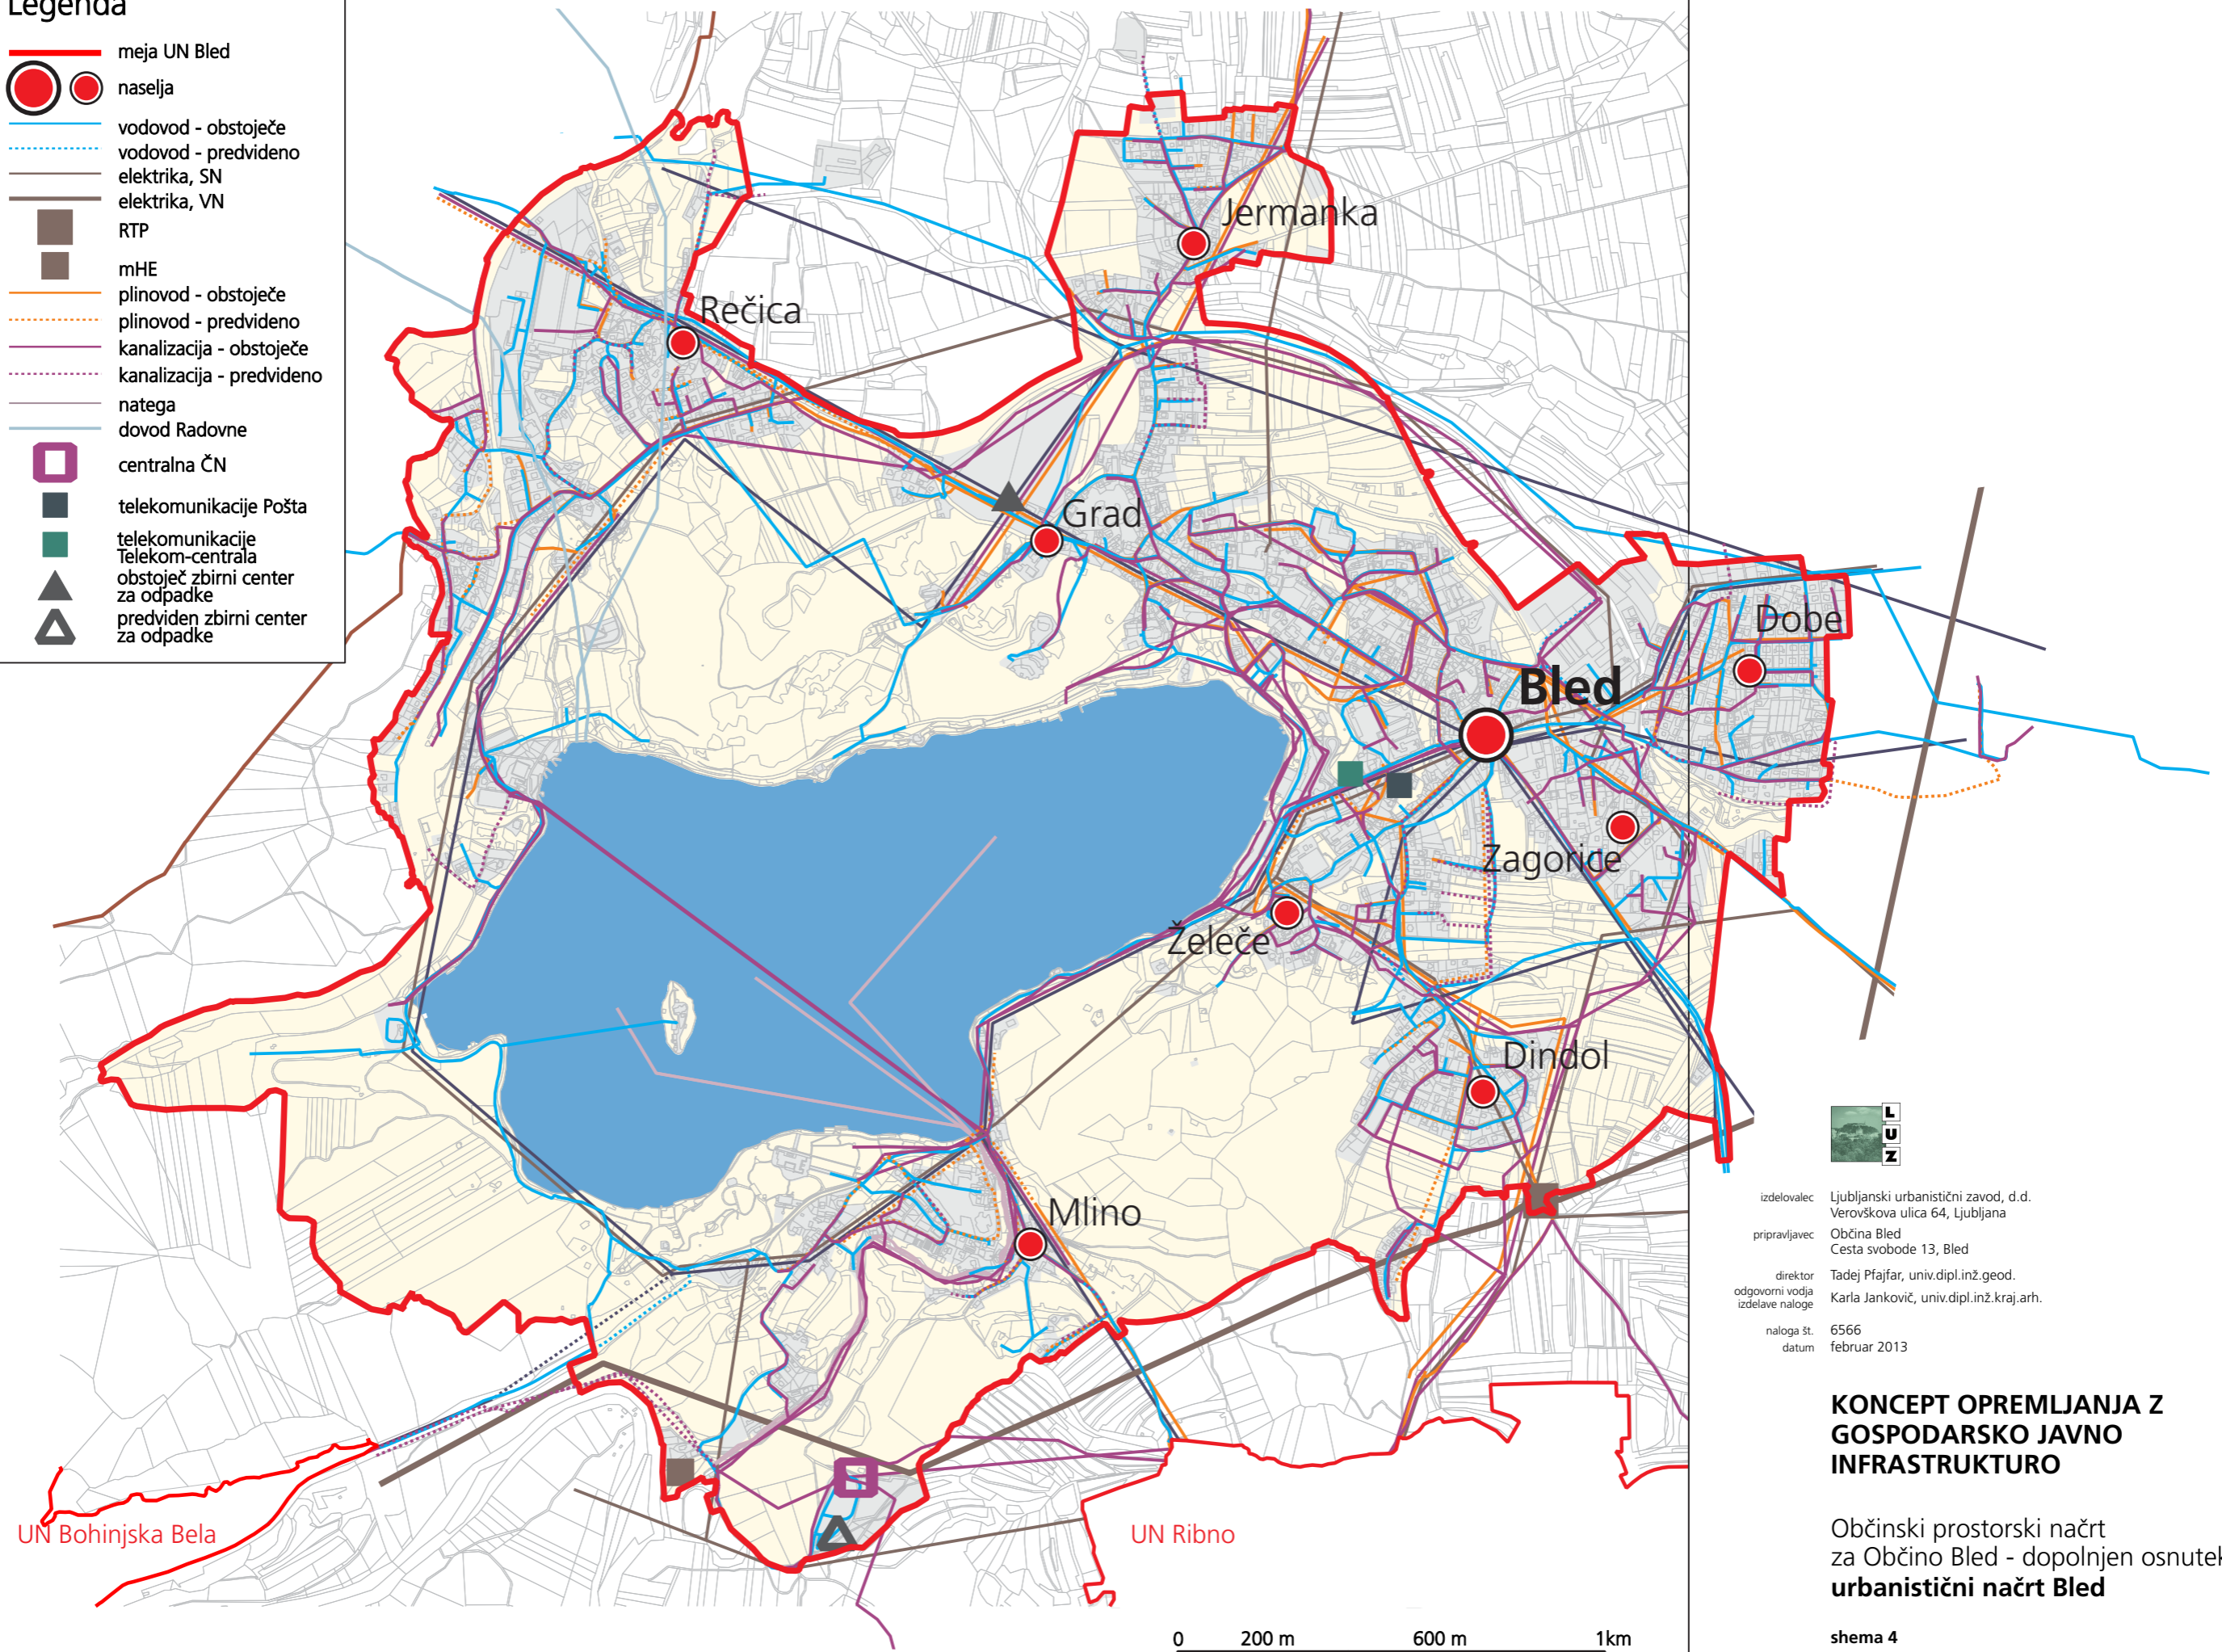 Legenda
meja UN Bled
naselja
vodovod - obstoječe
vodovod - predvideno
elektrika, SN
elektrika, VN
RTP
mHE
plinovod - obstoječe
plinovod - predvideno
kanalizacija - obstoječe
kanalizacija - predvideno
natega
dovod Radovne
centralna ČN
telekomunikacije Pošta
telekomunikacije
Telekom-centrala
obstoječ zbirni center
za odpadke
predviden zbirni center
za odpadke
Jermanka
Rečica
Grad
Dobe
Bled
Zagorice
Želeče
Dindol
Mlino
UN Bohinjska Bela
UN Ribno
0 200 m 600 m 1km
L
U
Z
izdelovalec Ljubljanski urbanistični zavod, d.d.
Verovškova ulica 64, Ljubljana
pripravljavec Občina Bled
Cesta svobode 13, Bled
direktor Tadej Pfajfar, univ.dipl.inž.geod.
odgovorni vodja
izdelave naloge Karla Jankovič, univ.dipl.inž.kraj.arh.
naloga št. 6566
datum februar 2013
KONCEPT OPREMLJANJA Z
GOSPODARSKO JAVNO
INFRASTRUKTURO
Občinski prostorski načrt
za Občino Bled - dopolnjen osnutek
urbanistični načrt Bled
shema 4